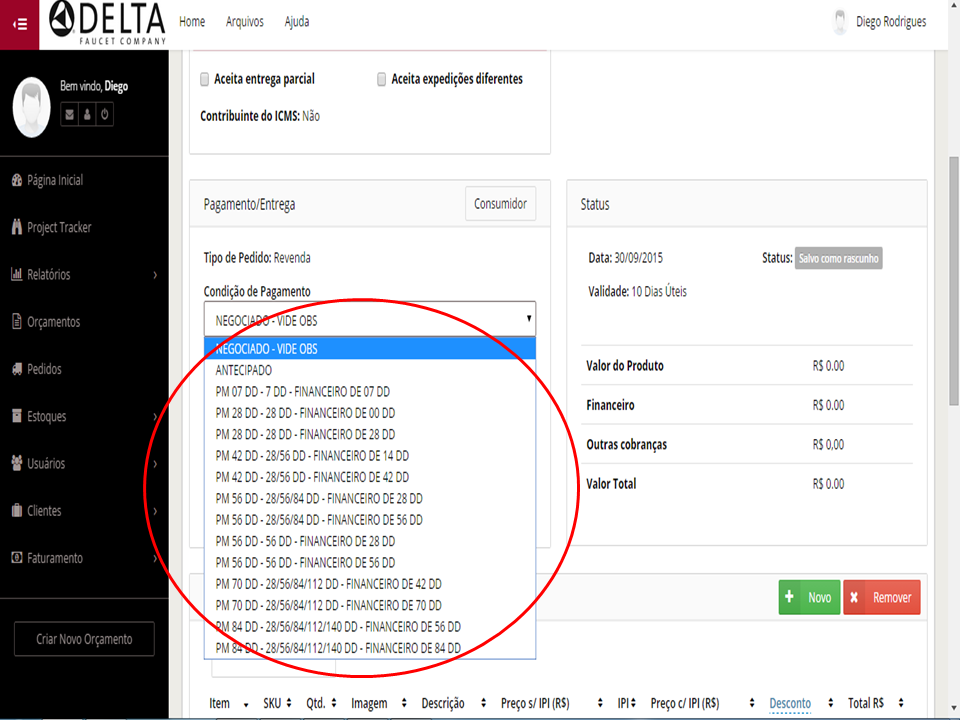 DELTA
FAUCET COMPANY
Home Arquivos Ajuda
Diego Rodrigues
Bem vindo, Diego
Página Inicial
Project Tracker
Relatórios
Orçamentos
Pedidos
Estoques
Usuários
Clientes
Faturamento
Criar Novo Orçamento
Aceita entrega parcial Aceita expedições diferentes
Contribuinte do ICMS: Não
Pagamento/Entrega Consumidor
Tipo de Pedido: Revenda
Condição de Pagamento
NEGOCIADO - VIDE OBS
NEGOCIADO - VIDE OBS
ANTECIPADO
PM 07 DD - 7 DD - FINANCEIRO DE 07 DD
PM 28 DD - 28 DD - FINANCEIRO DE 00 DD
PM 28 DD - 28 DD - FINANCEIRO DE 28 DD
PM 42 DD - 28/56 DD - FINANCEIRO DE 14 DD
PM 42 DD - 28/56 DD - FINANCEIRO DE 42 DD
PM 56 DD - 28/56/84 DD - FINANCEIRO DE 28 DD
PM 56 DD - 28/56/84 DD - FINANCEIRO DE 56 DD
PM 56 DD - 56 DD - FINANCEIRO DE 28 DD
PM 56 DD - 56 DD - FINANCEIRO DE 56 DD
PM 70 DD - 28/56/84/112 DD - FINANCEIRO DE 42 DD
PM 70 DD - 28/56/84/112 DD - FINANCEIRO DE 70 DD
PM 84 DD - 28/56/84/112/140 DD - FINANCEIRO DE 56 DD
PM 84 DD - 28/56/84/112/140 DD - FINANCEIRO DE 84 DD
Status
Data: 30/09/2015 Status: Salvo como rascunho
Validade: 10 Dias Úteis
Valor do Produto R$ 0.00
Financeiro R$ 0.00
Outras cobranças R$ 0,00
Valor Total R$ 0.00
Novo Remover
Item SKU Qtd. Imagem Descrição Preço s/ IPI (R$) IPI Preço c/ IPI (R$) Desconto Total R$